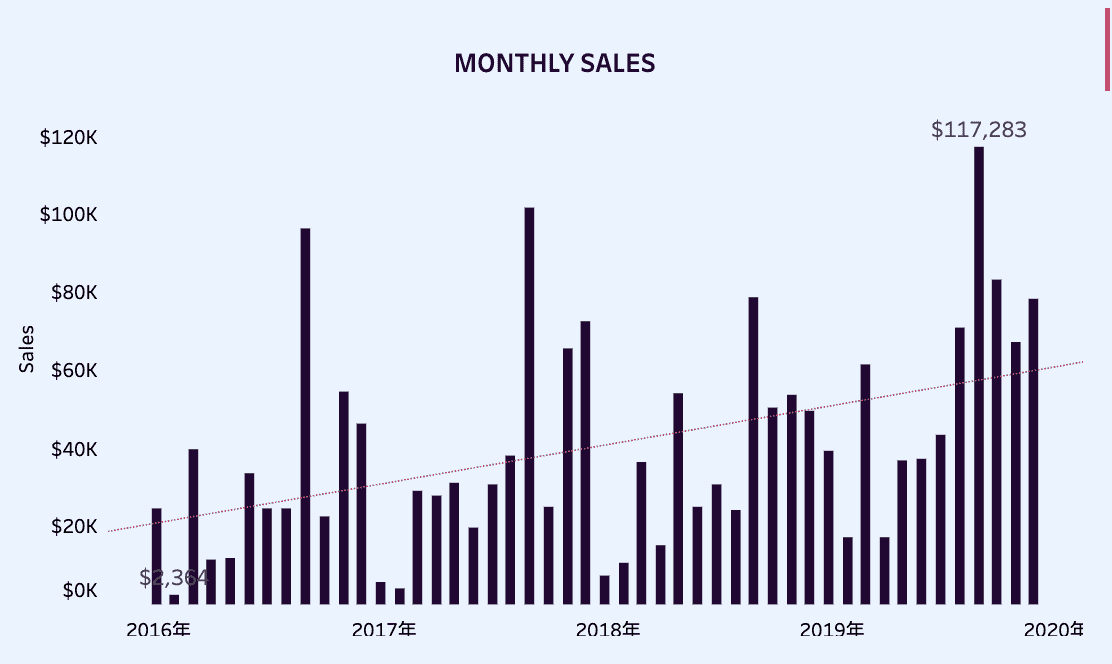 MONTHLY SALES
$117,283
$120K
$100K
$80K
$60K
$40K
$20K
$0K
Sales
$2,364
2016年 2017年 2018年 2019年 2020年